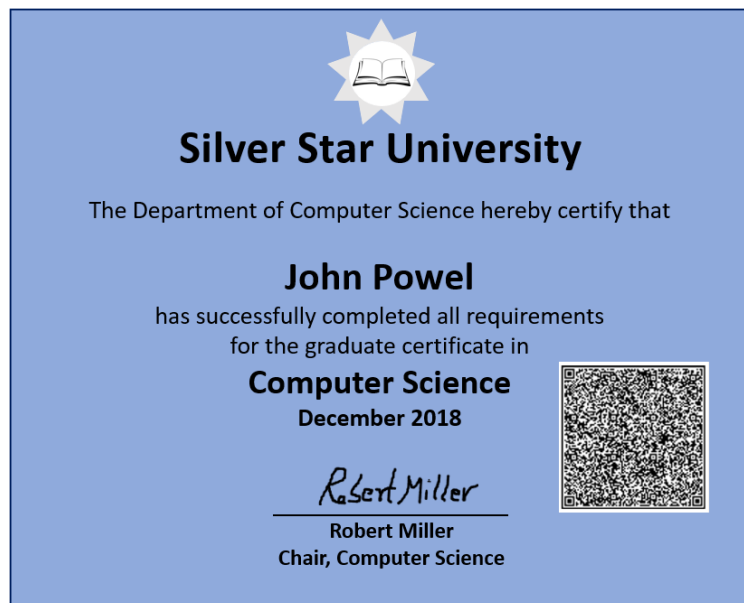 Silver Star University
The Department of Computer Science hereby certify that
John Powel
has successfully completed all requirements
for the graduate certificate in
Computer Science
December 2018
Robert Miller
Robert Miller
Chair, Computer Science